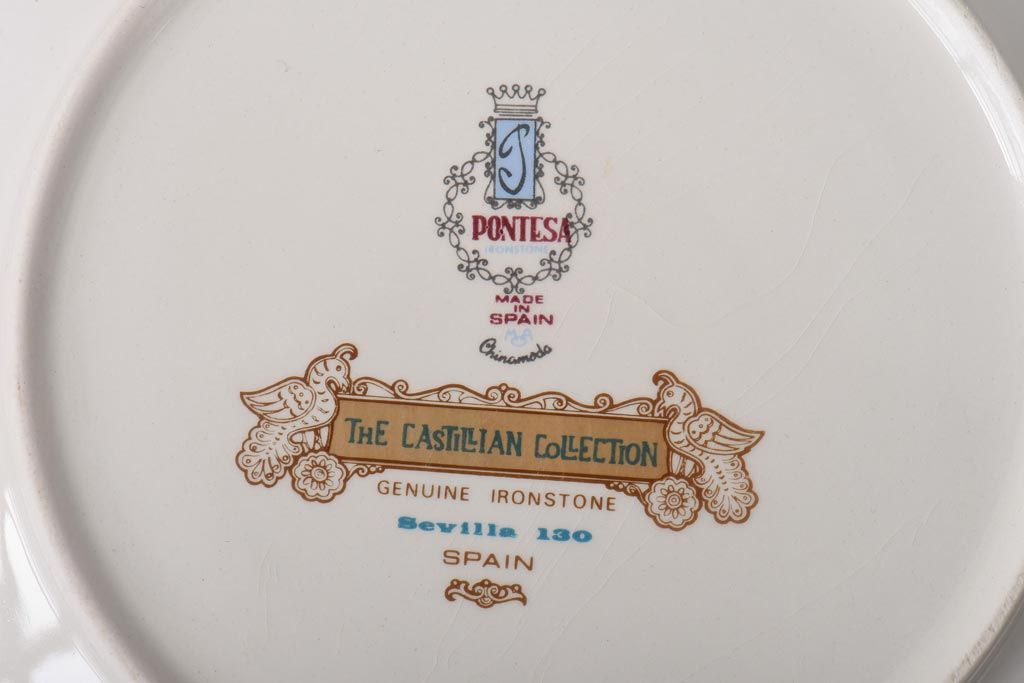 P
PONTESA
IRONSTONE
MADE
IN
SPAIN
Chinamoda
THE CASTILLIAN COLLECTION
GENUINE IRONSTONE
Sevilla 130
SPAIN